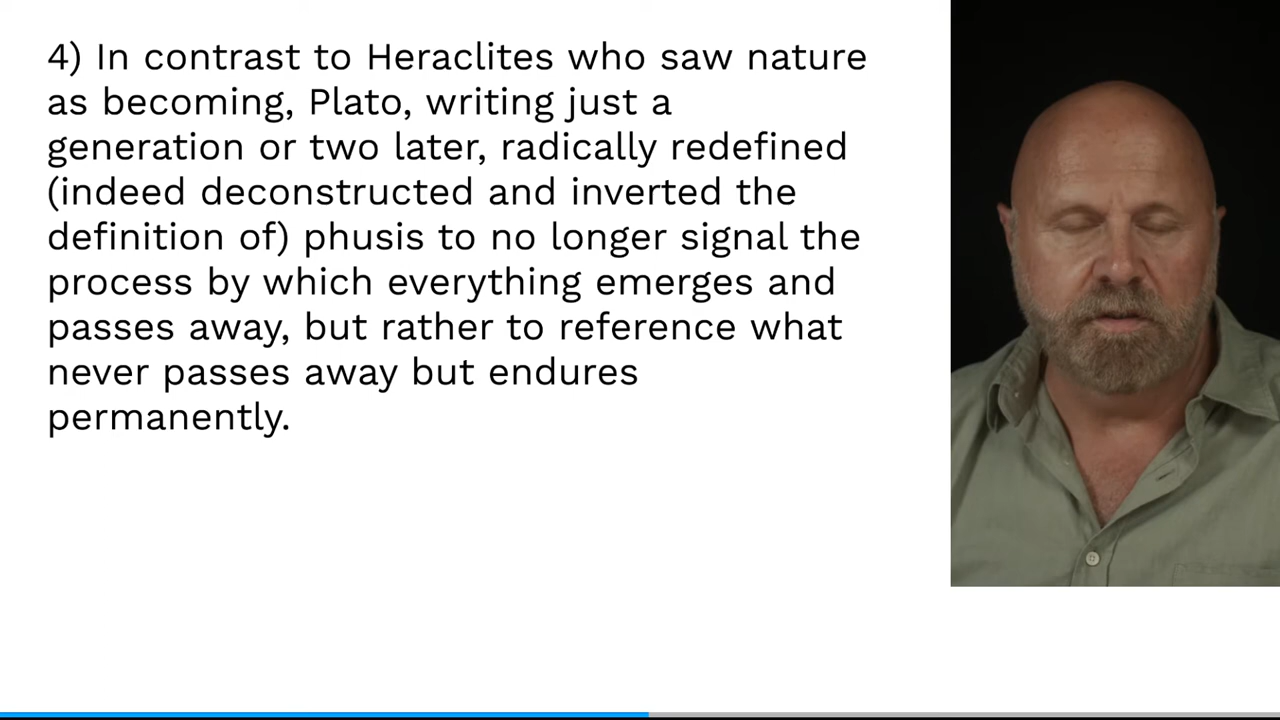 4) In contrast to Heraclites who saw nature
as becoming, Plato, writing just a
generation or two later, radically redefined
(indeed deconstructed and inverted the
definition of) phusis to no longer signal the
process by which everything emerges and
passes away, but rather to reference what
never passes away but endures
permanently.